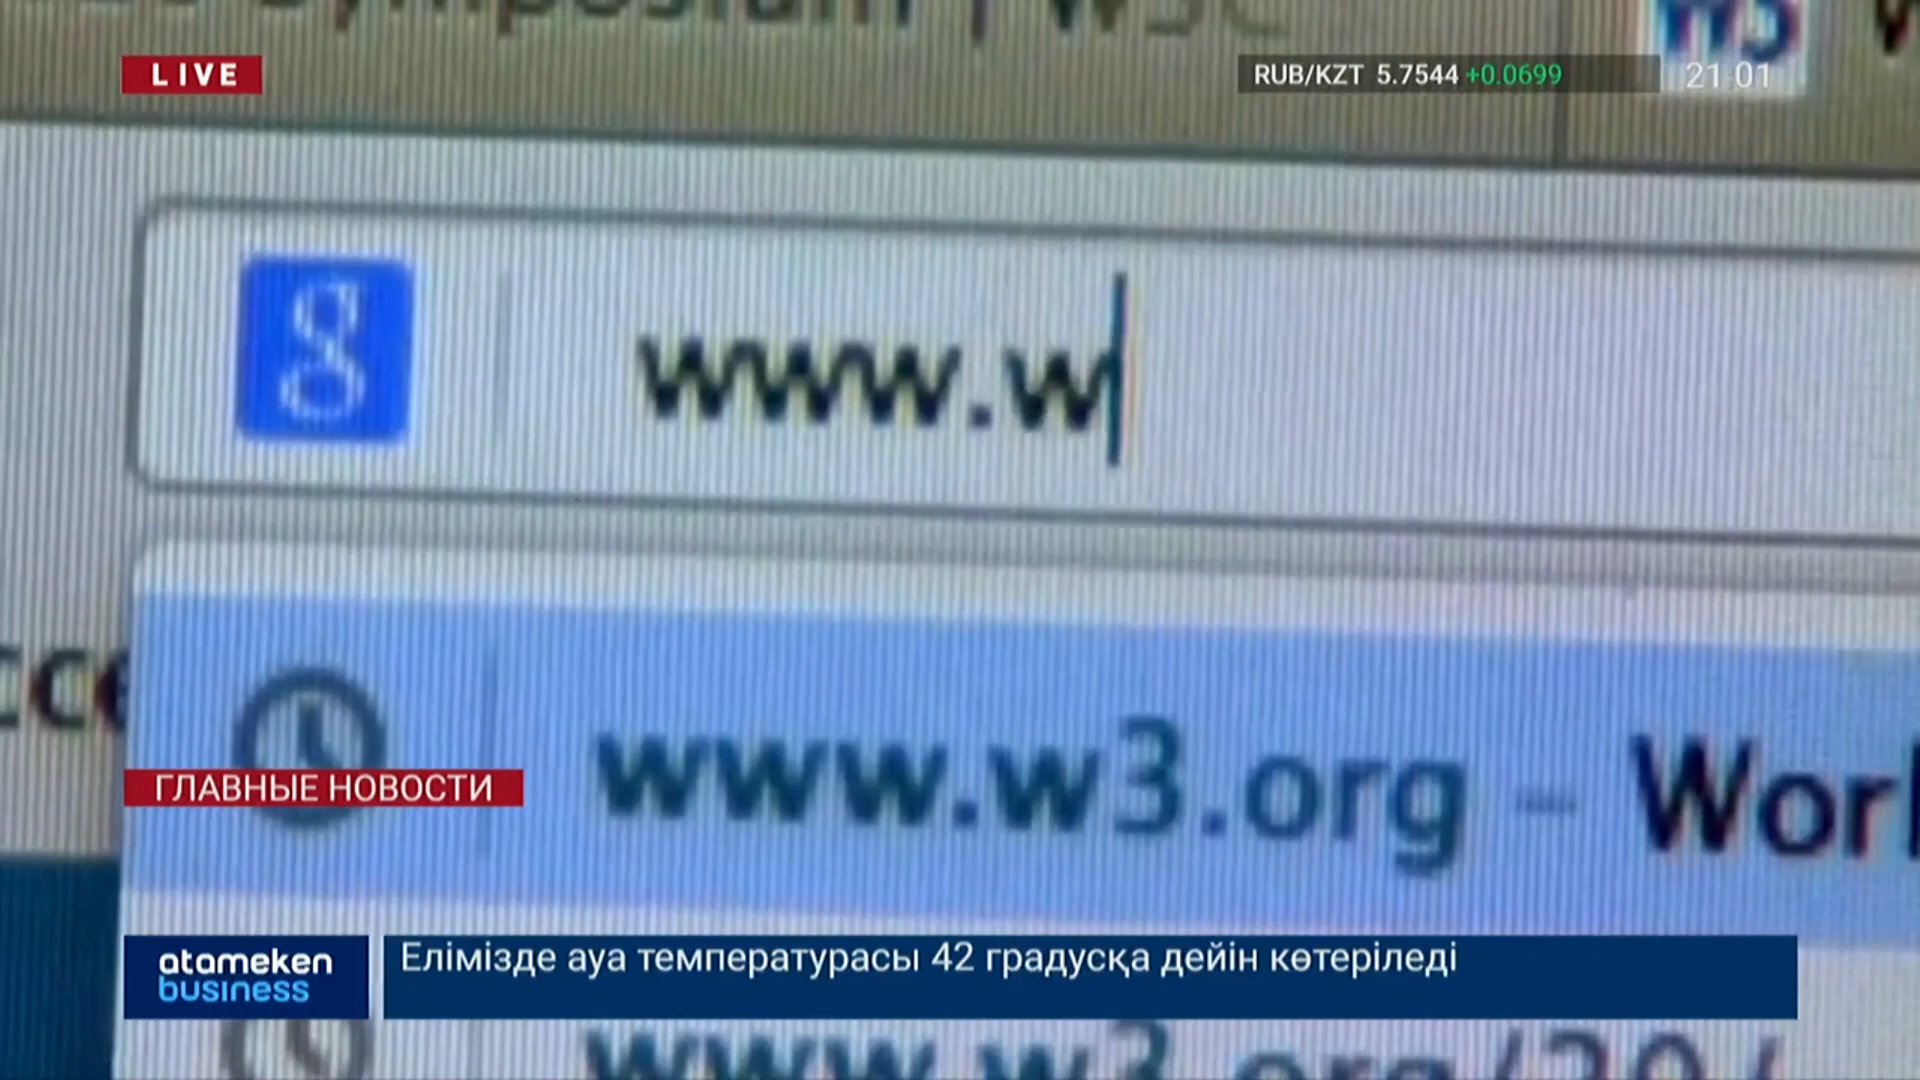 LIVE
RUB/KZT 5.7544 +0.0699
21:01
W3
www.w
www.w3.org –
ГЛАВНЫЕ НОВОСТИ
atameken
business
Елімізде ауа температурасы 42 градусқа дейін көтеріледі